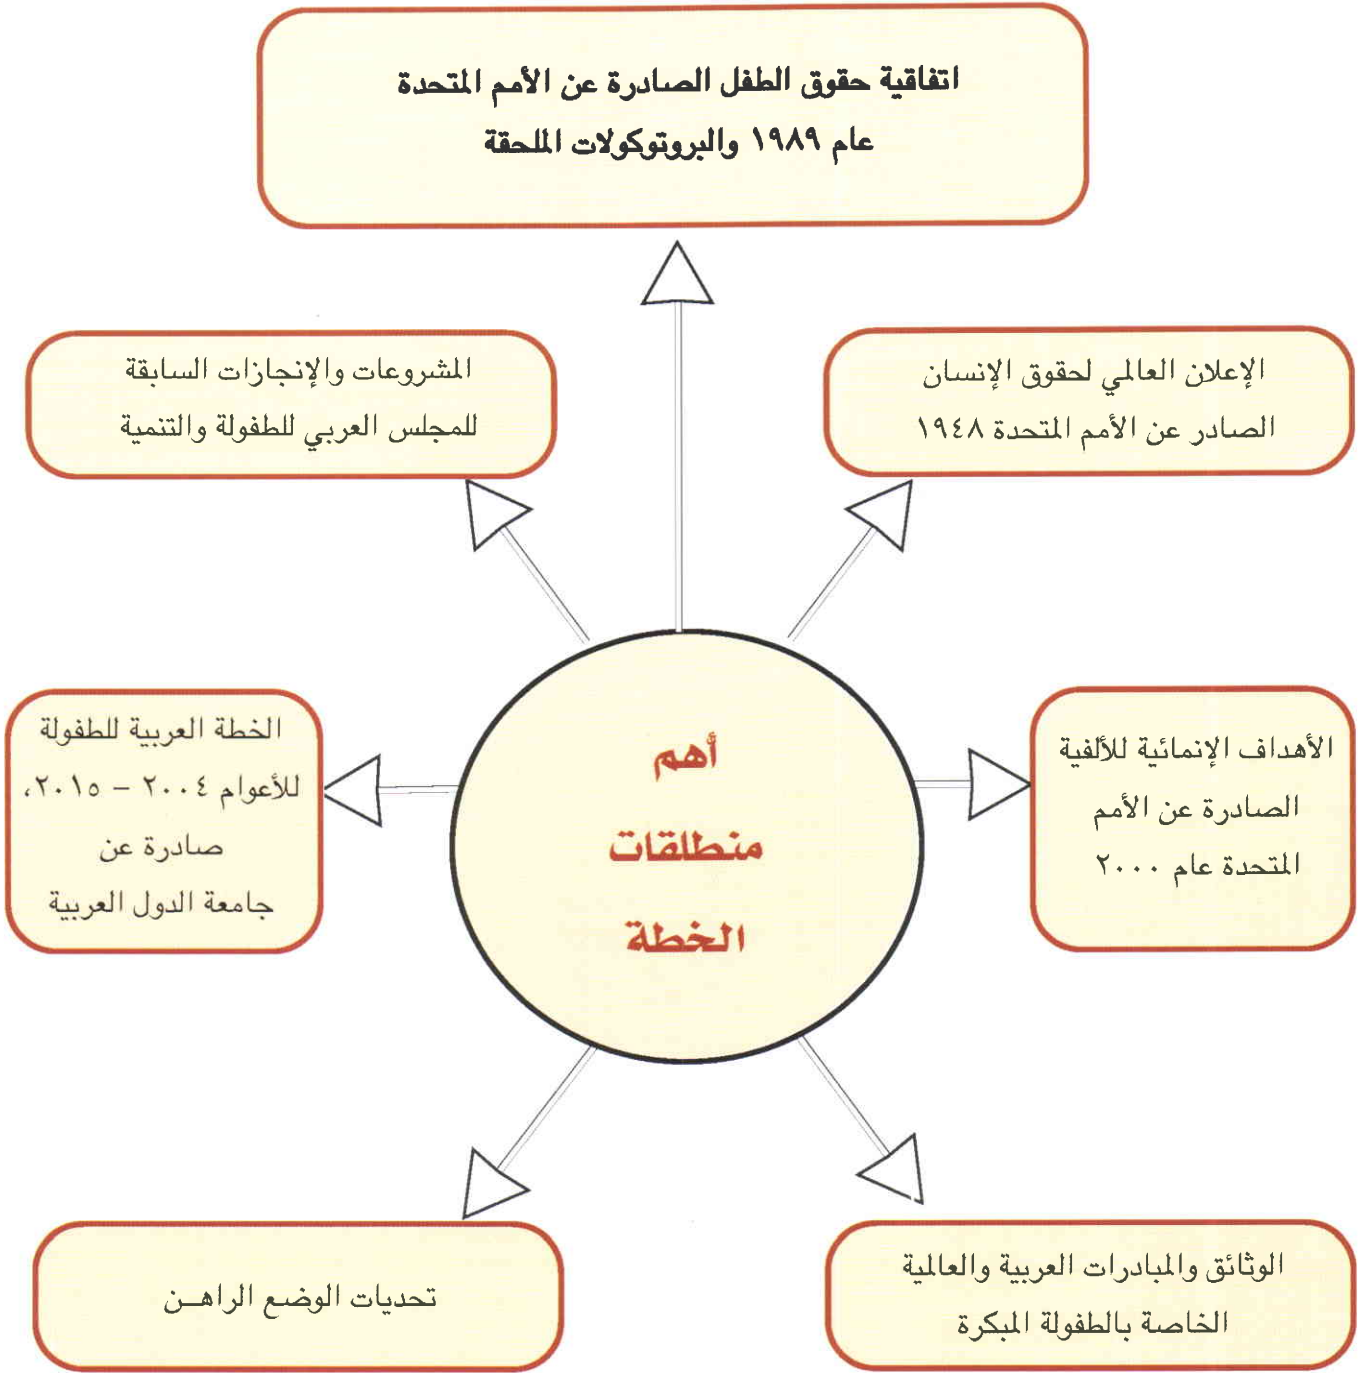 اتفاقية حقوق الطفل الصادرة عن الأمم المتحدة
عام ١٩٨٩ والبروتوكولات الملحقة
الإعلان العالمي لحقوق الإنسان
الصادر عن الأمم المتحدة ١٩٤٨
المشروعات والإنجازات السابقة
للمجلس العربي للطفولة والتنمية
الأهداف الإنمائية للألفية
الصادرة عن الأمم
المتحدة عام ٢٠٠٠
أهم
منطلقات
الخطة
الخطة العربية للطفولة
للأعوام ٢٠٠٤ – ٢٠١٥،
صادرة عن
جامعة الدول العربية
الوثائق والمبادرات العربية والعالمية
الخاصة بالطفولة المبكرة
تحديات الوضع الراهـن